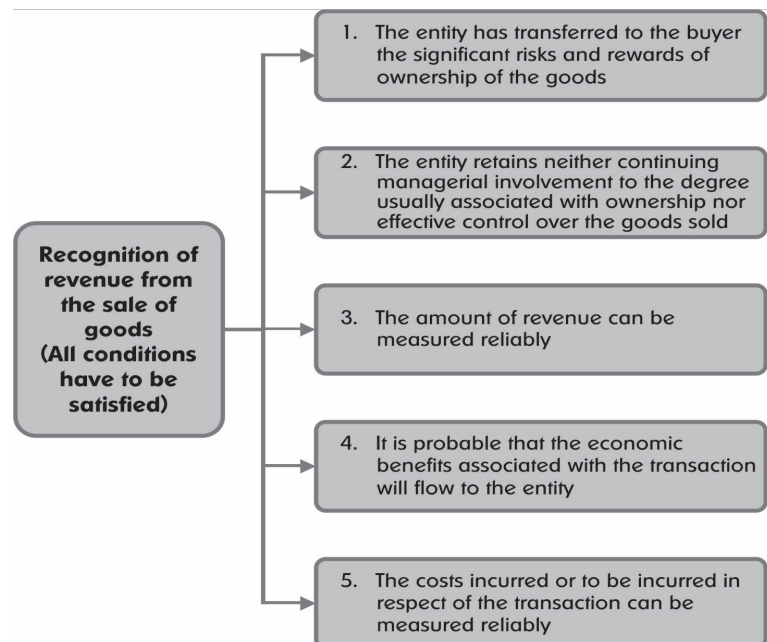 Recognition of
revenue from
the sale of
goods
(All conditions
have to be
satisfied)
1. The entity has transferred to the buyer
the significant risks and rewards of
ownership of the goods
2. The entity retains neither continuing
managerial involvement to the degree
usually associated with ownership nor
effective control over the goods sold
3. The amount of revenue can be
measured reliably
4. It is probable that the economic
benefits associated with the transaction
will flow to the entity
5. The costs incurred or to be incurred in
respect of the transaction can be
measured reliably